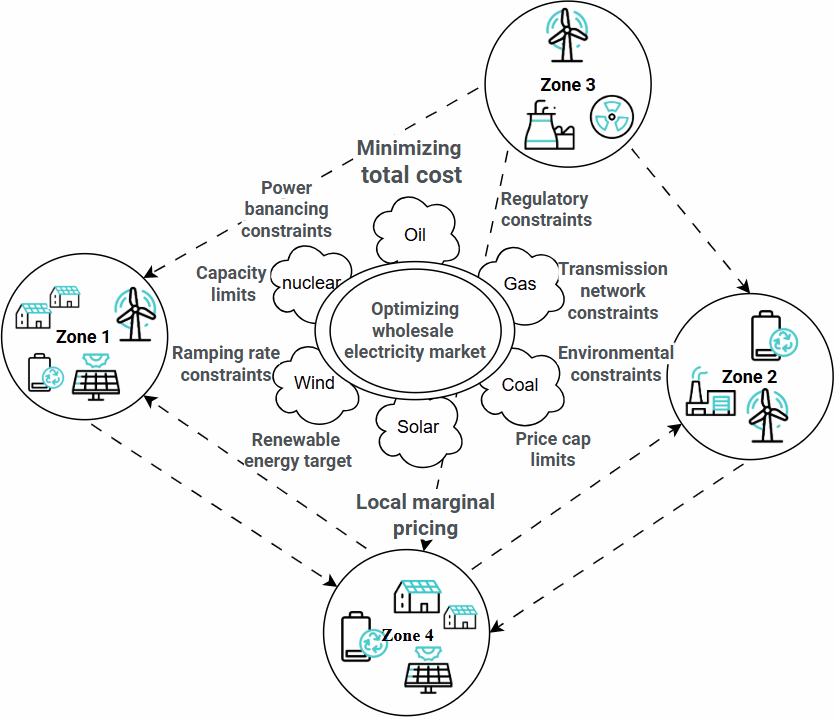 Zone 3
Minimizing
total cost
Power
banancing
constraints
Regulatory
constraints
Oil
Capacity
limits
nuclear
Gas
Transmission
network
constraints
Optimizing
wholesale
electricity market
Zone 1
Ramping rate
constraints
Wind
Coal
Environmental
constraints
Zone 2
Solar
Renewable
energy target
Price cap
limits
Local marginal
pricing
Zone 4